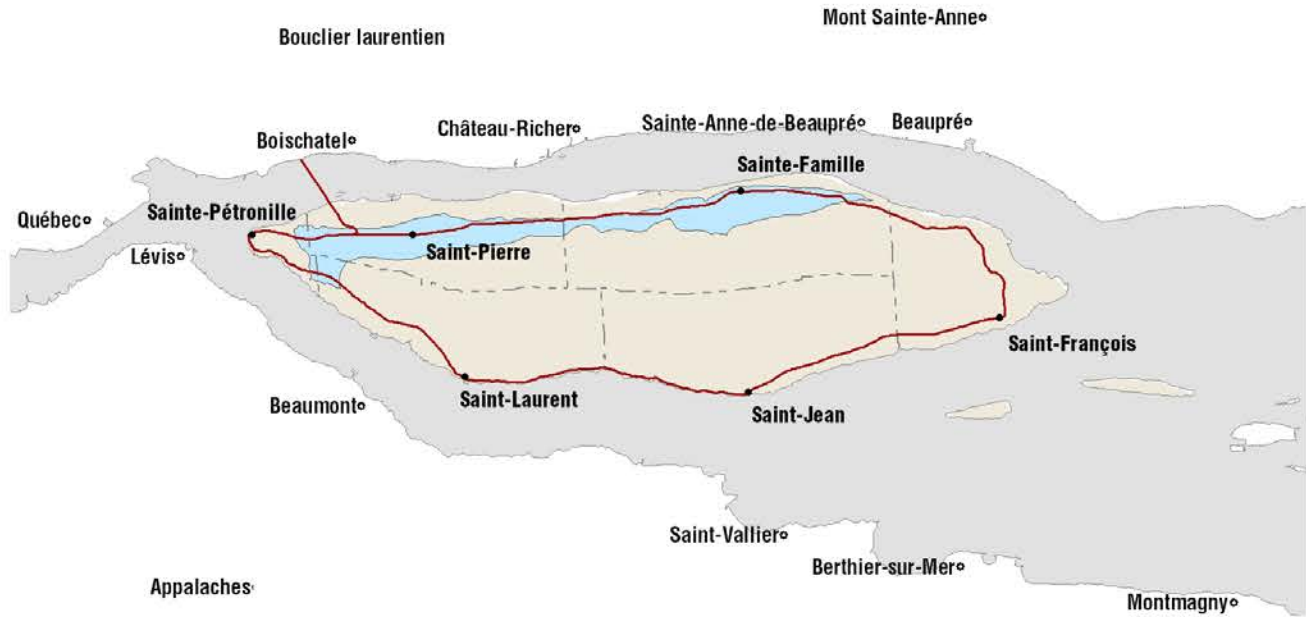 Mont Sainte-Anne
Bouclier laurentien
Château-Richer
Sainte-Anne-de-Beaupré
Beaupré
Boischatel
Sainte-Famille
Québec
Sainte-Pétronille
Saint-Pierre
Lévis
Saint-François
Saint-Laurent
Saint-Jean
Beaumont
Saint-Vallier
Berthier-sur-Mer
Appalaches
Montmagny